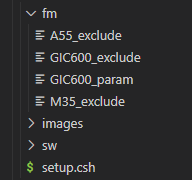 fm
A55_exclude
GIC600_exclude
GIC600_param
M35_exclude
images
sw
$ setup.csh